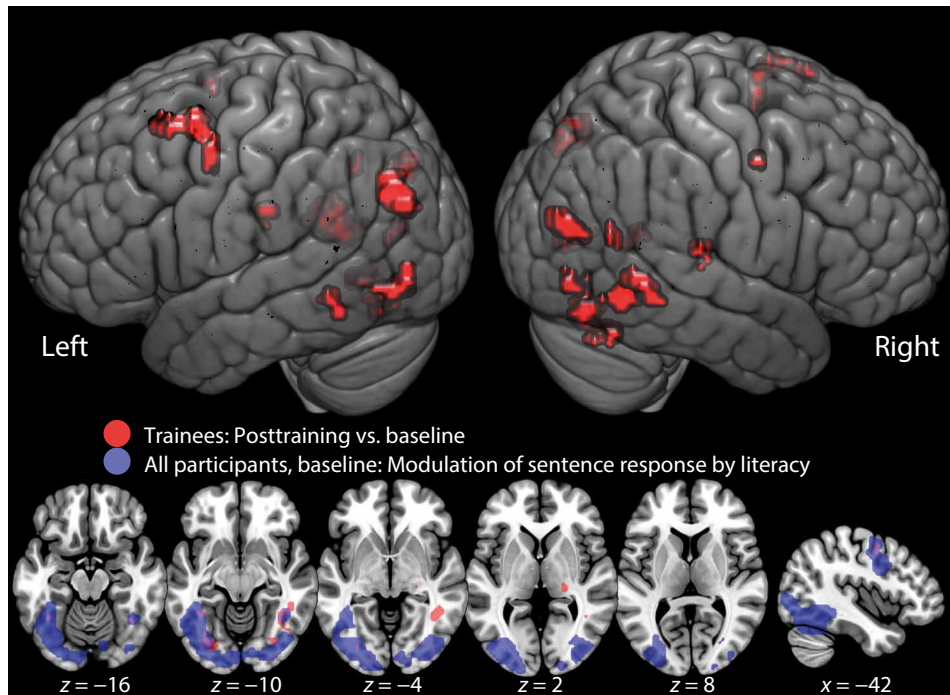 Left
Right
Trainees: Posttraining vs. baseline
All participants, baseline: Modulation of sentence response by literacy
z = −16
z = −10
z = −4
z = 2
z = 8
x = −42